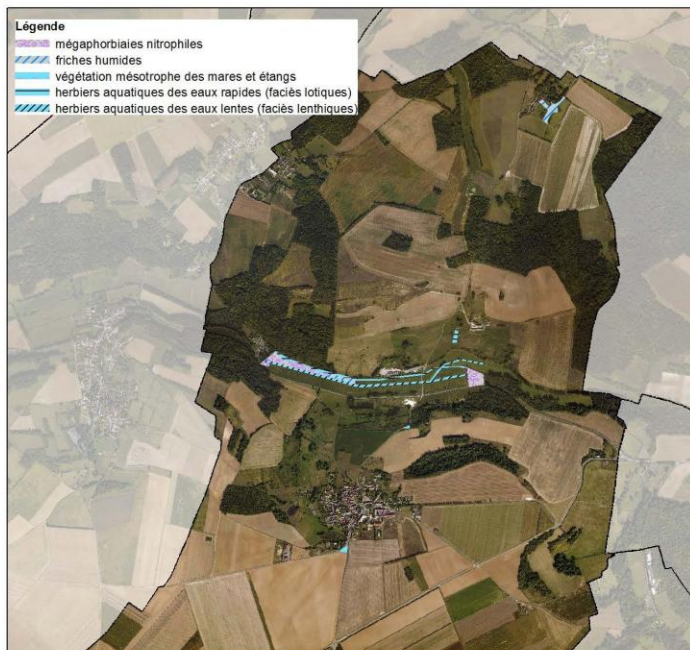 Légende
mégaphorbiaies nitrophiles
friches humides
végétation mésotrophe des mares et étangs
herbiers aquatiques des eaux rapides (faciès lotiques)
herbiers aquatiques des eaux lentes (faciès lenthiques)